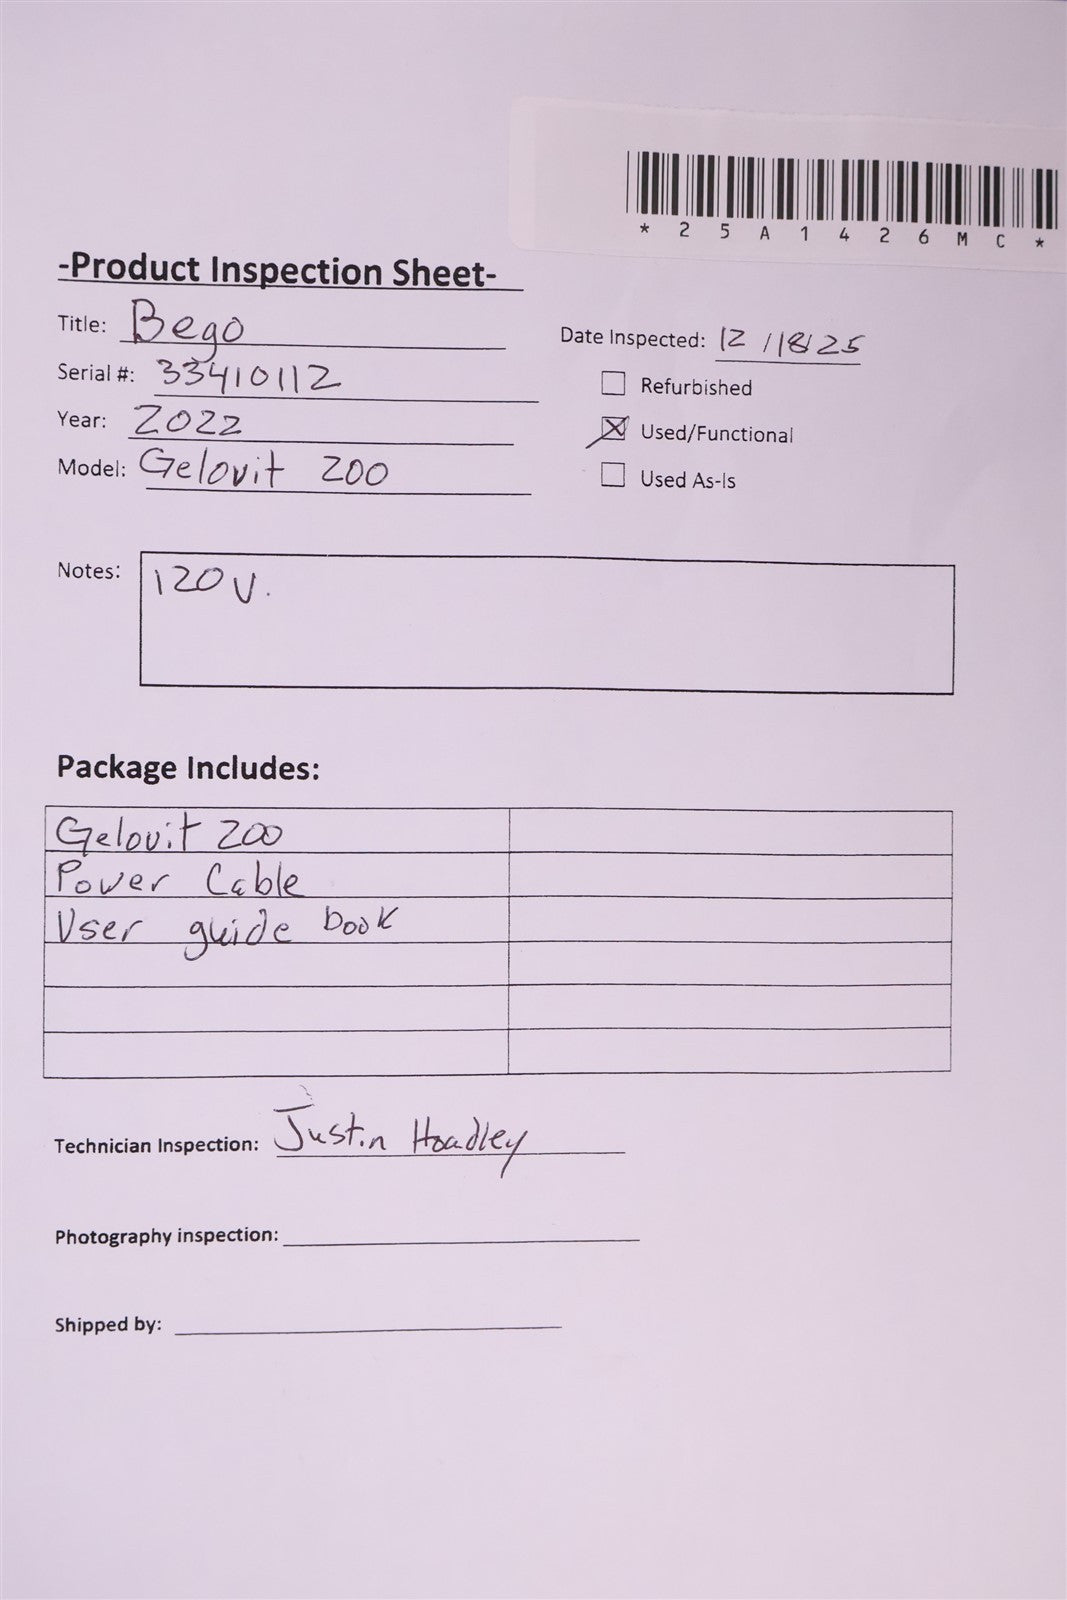 * 2 5 A 1 4 2 6 M C *
-Product Inspection Sheet-
Title: Bego
Date Inspected: 12/18/25
Serial #: 33410112
Refurbished
Year: 2022
Used/Functional
Model: Gelovit 200
Used As-Is
Notes: 120V.
Package Includes:
Gelovit 200
Power Cable
User guide book
Technician Inspection: Justin Hoadley
Photography inspection:
Shipped by: